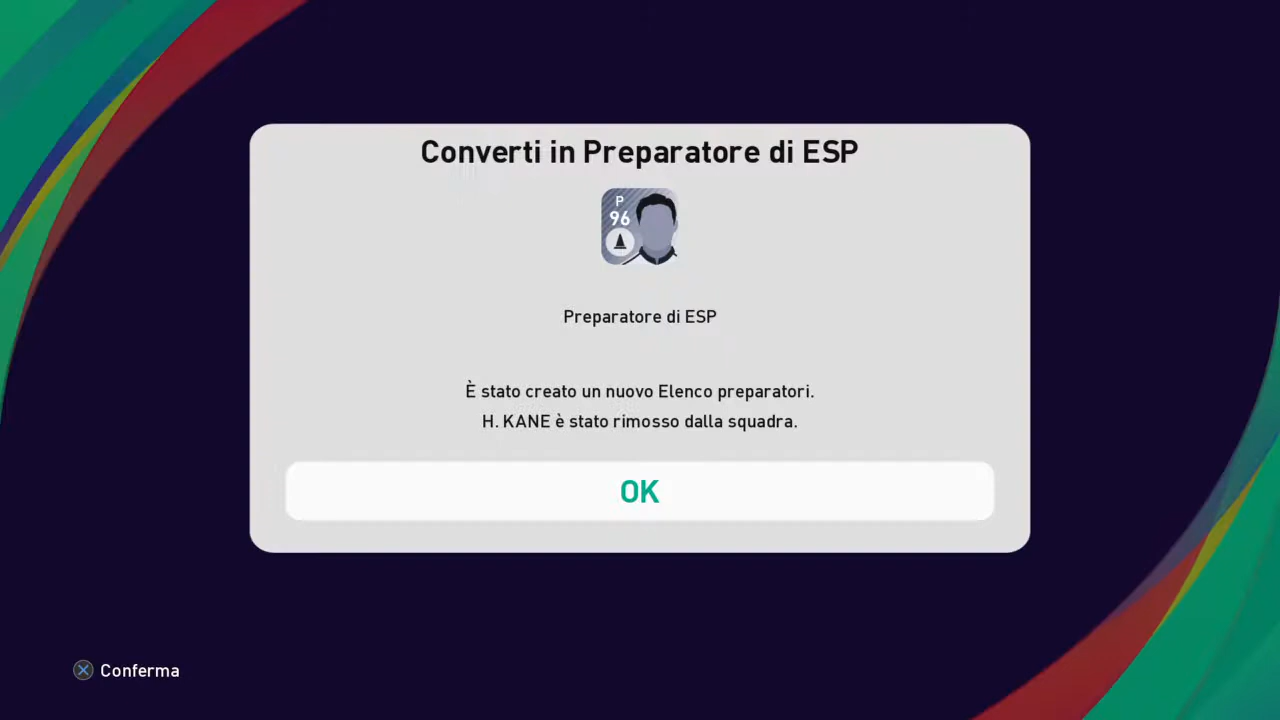 Converti in Preparatore di ESP
P
96
Preparatore di ESP
È stato creato un nuovo Elenco preparatori.
H. KANE è stato rimosso dalla squadra.
OK
Conferma